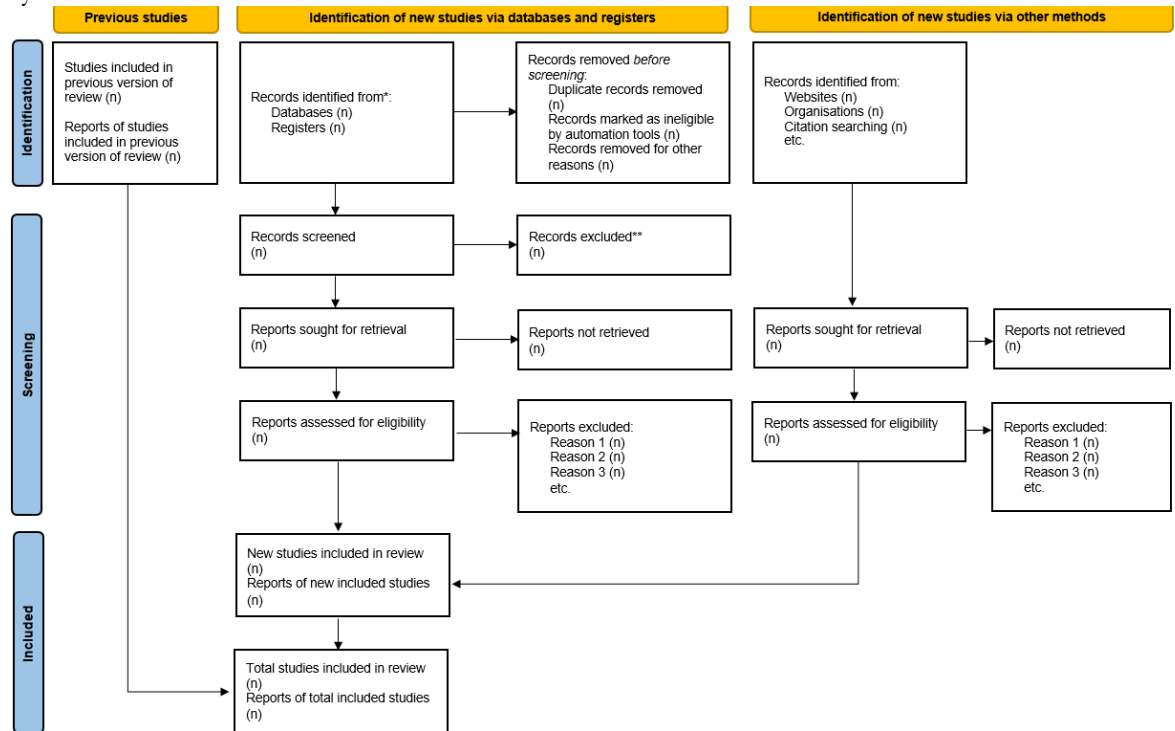 Previous studies
Identification of new studies via databases and registers
Identification of new studies via other methods
Identification
Studies included in
previous version of
review (n)
Reports of studies
included in previous
version of review (n)
Records identified from*:
Databases (n)
Registers (n)
Records removed before
screening:
Duplicate records removed
(n)
Records marked as ineligible
by automation tools (n)
Records removed for other
reasons (n)
Records identified from:
Websites (n)
Organisations (n)
Citation searching (n)
etc.
Screening
Records screened
(n)
Records excluded**
(n)
Reports sought for retrieval
(n)
Reports not retrieved
(n)
Reports sought for retrieval
(n)
Reports not retrieved
(n)
Reports assessed for eligibility
(n)
Reports excluded:
Reason 1 (n)
Reason 2 (n)
Reason 3 (n)
etc.
Reports assessed for eligibility
(n)
Reports excluded:
Reason 1 (n)
Reason 2 (n)
Reason 3 (n)
etc.
Included
New studies included in review
(n)
Reports of new included studies
(n)
Total studies included in review
(n)
Reports of total included studies
(n)